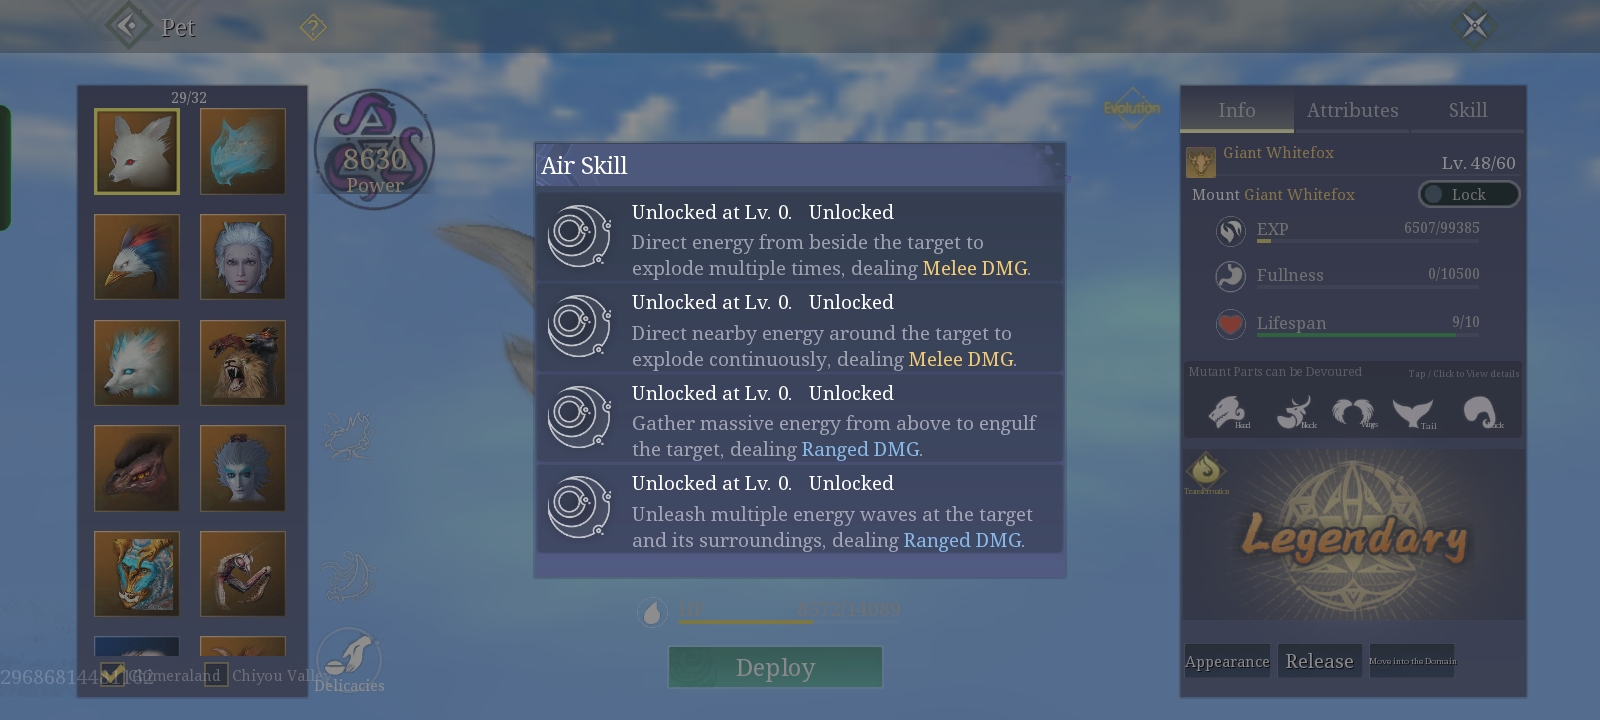 Pet
?
29/32
8630
Power
Evolution
Air Skill
Unlocked at Lv. 0. Unlocked
Direct energy from beside the target to
explode multiple times, dealing Melee DMG.
Unlocked at Lv. 0. Unlocked
Direct nearby energy around the target to
explode continuously, dealing Melee DMG.
Unlocked at Lv. 0. Unlocked
Gather massive energy from above to engulf
the target, dealing Ranged DMG.
Unlocked at Lv. 0. Unlocked
Unleash multiple energy waves at the target
and its surroundings, dealing Ranged DMG.
Deploy
Chimeraland
Chiyou Valle
Delicacies
Info Attributes Skill
Giant Whitefox
Lv. 48/60
Mount Giant Whitefox
Lock
EXP 6507/99385
Fullness 0/10500
Lifespan 9/10
Mutant Parts can be Devoured Tap / Click to View details
Head Neck Wings Tail
Transformation
Legendary
Appearance Release Move into the Domain